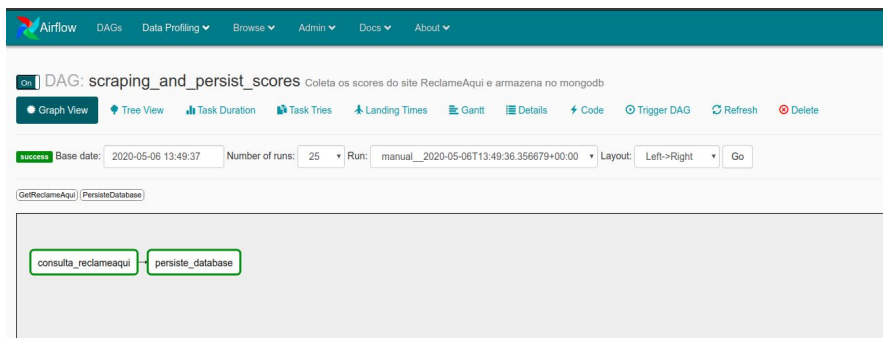 Airflow DAGs Data Profiling Browse Admin Docs About
On DAG: scraping_and_persist_scores Coleta os scores do site ReclameAqui e armazena no mongodb
Graph View Tree View Task Duration Task Tries Landing Times Gantt Details Code Trigger DAG Refresh Delete
success Base date: 2020-05-06 13:49:37 Number of runs: 25 Run: manual__2020-05-06T13:49:36.356679+00:00 Layout: Left->Right Go
GetReclameAqui PersisteDatabase
consulta_reclameaqui persiste_database